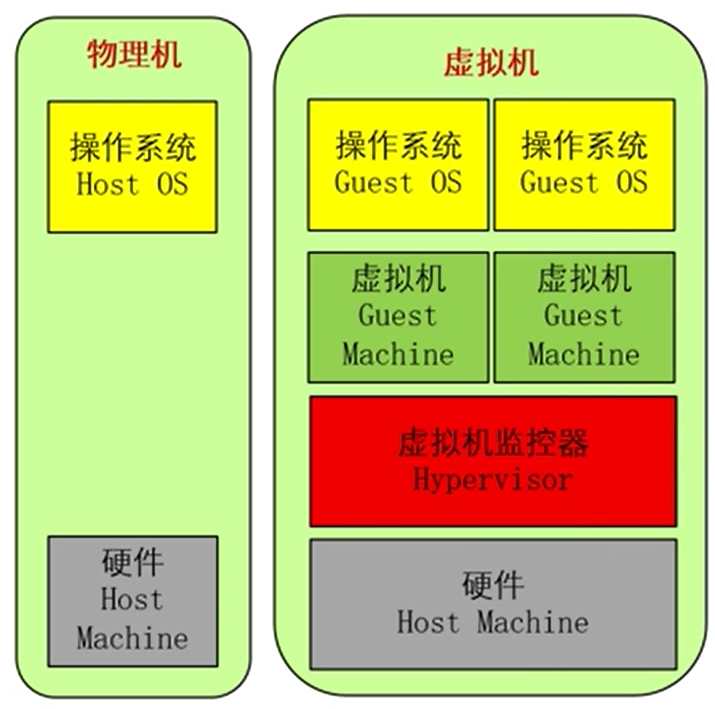 物理机
操作系统
Host OS
硬件
Host
Machine
虚拟机
操作系统
Guest OS
操作系统
Guest OS
虚拟机
Guest
Machine
虚拟机
Guest
Machine
虚拟机监控器
Hypervisor
硬件
Host Machine